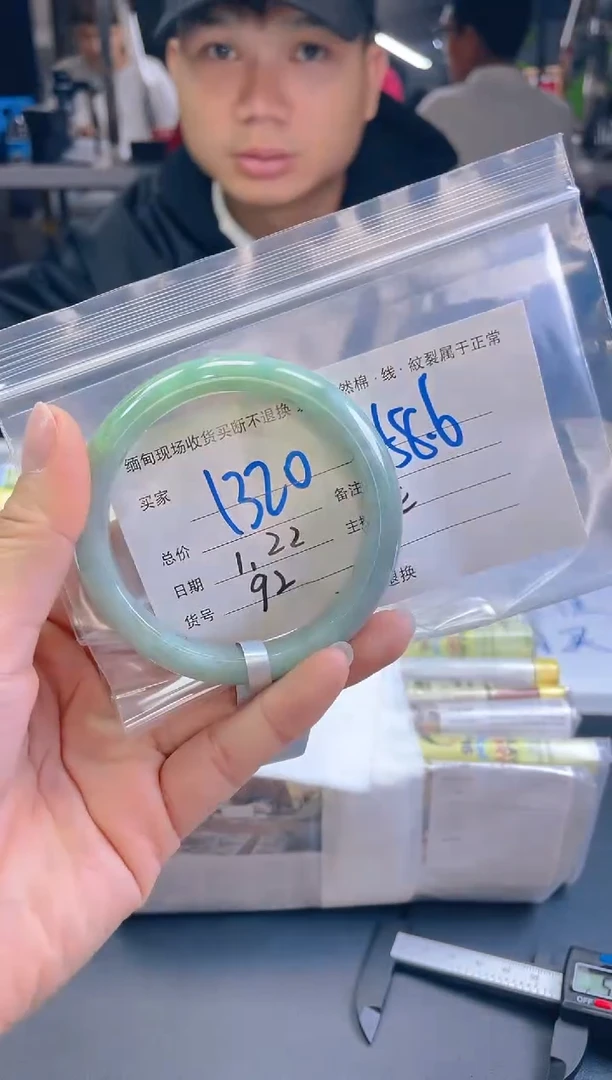 缅甸现场收货买断不退换
然棉·线·纹裂属于正常
买家
58.6
总价 1320 备注
日期 1.22 主
货号 92 退换
OFF